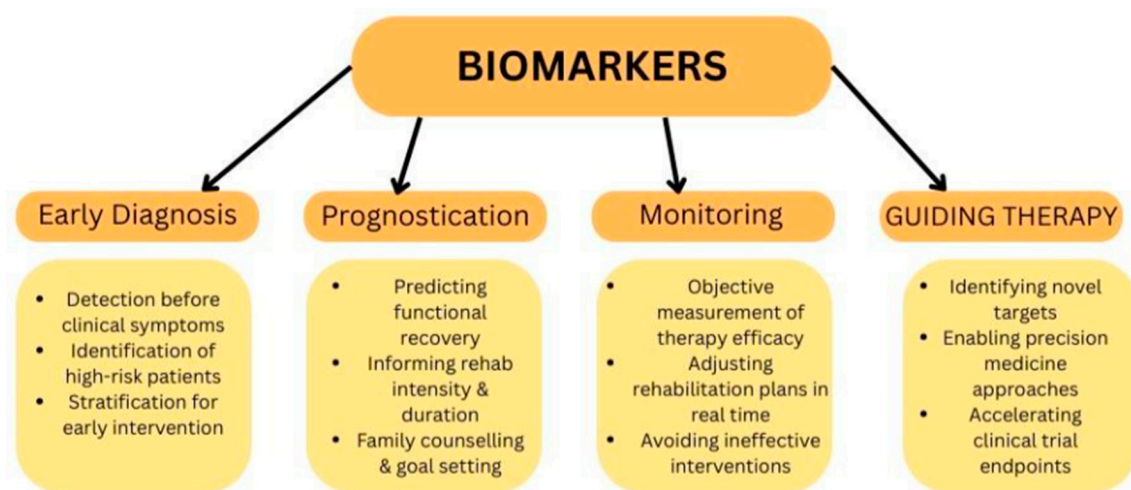 BIOMARKERS
Early Diagnosis
• Detection before
clinical symptoms
• Identification of
high-risk patients
• Stratification for
early intervention
Prognostication
• Predicting
functional
recovery
• Informing rehab
intensity &
duration
• Family counselling
& goal setting
Monitoring
• Objective
measurement of
therapy efficacy
• Adjusting
rehabilitation plans in
real time
• Avoiding ineffective
interventions
GUIDING THERAPY
• Identifying novel
targets
• Enabling precision
medicine
approaches
• Accelerating
clinical trial
endpoints